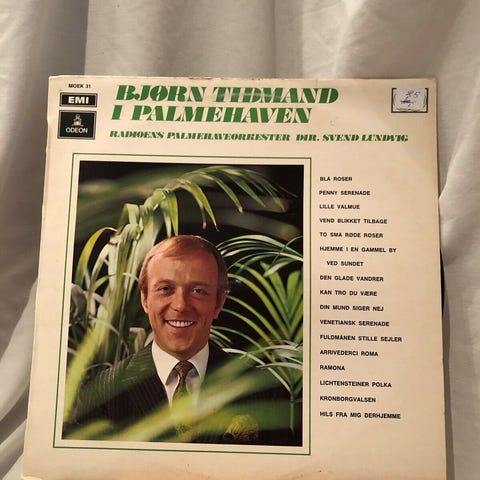 MOEK 31
EMI
ODEON
BJØRN TIDMAND
I PALMEHAVEN
RADIOENS PALMEHAVEORKESTER DIR. SVEND LUNDVIG
BLÅ ROSER
PENNY SERENADE
LILLE VALMUE
VEND BLIKKET TILBAGE
TO SMÅ RØDE ROSER
HJEMME I EN GAMMEL BY
VED SUNDET
DEN GLADE VANDRER
KAN TRO DU VÆRE
DIN MUND SIGER NEJ
VENETIANSK SERENADE
FULDMÅNEN STILLE SEJLER
ARRIVEDERCI ROMA
RAMONA
LICHTENSTEINER POLKA
KRONBORGVALSEN
HILS FRA MIG DERHJEMME